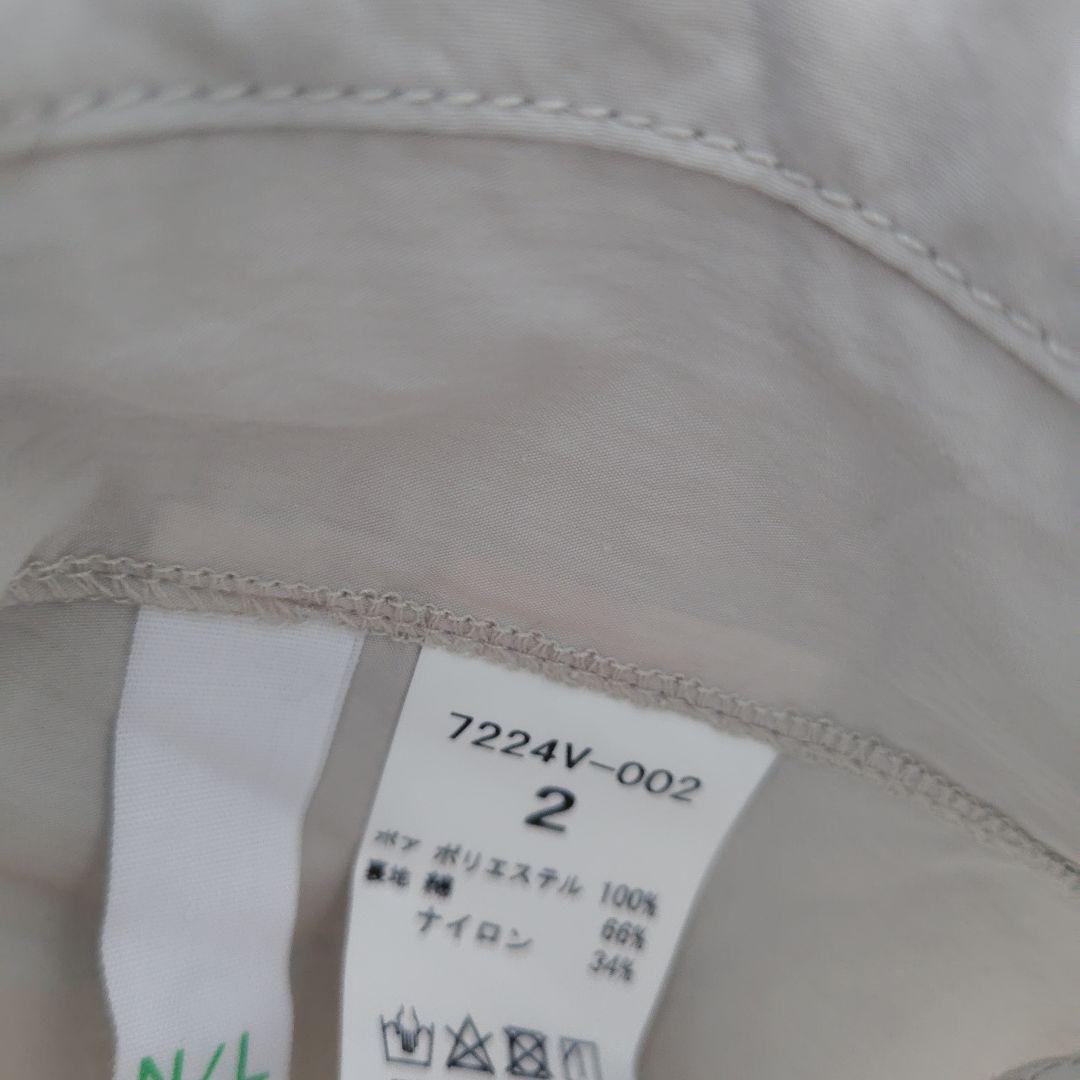 7224V-002
2
ボア ポリエステル 100%
裏地 綿 66%
ナイロン 34%
N/L